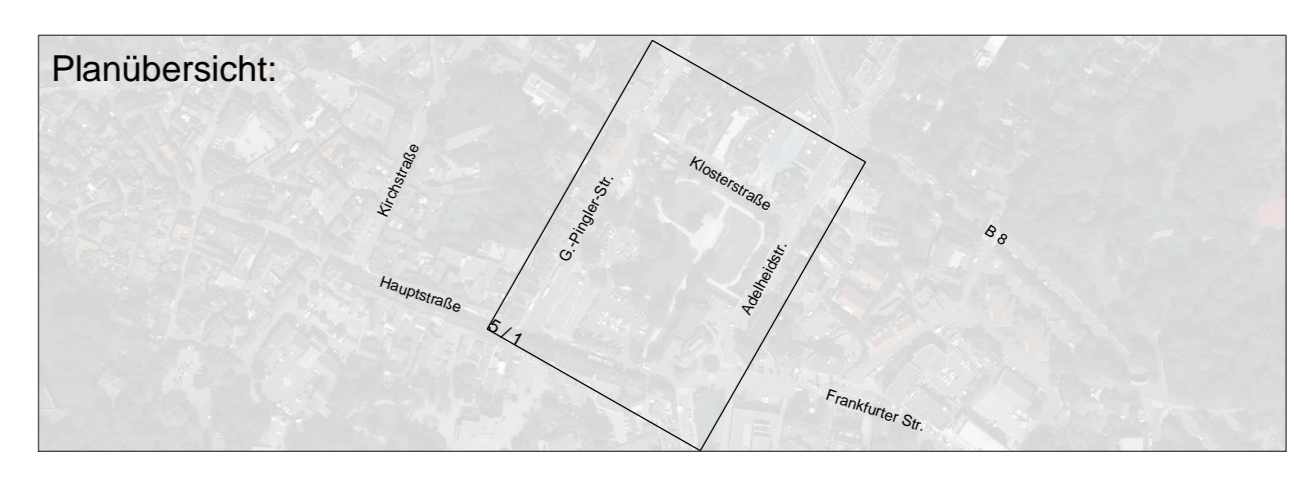 Planübersicht:
Kirchstraße
Klosterstraße
G.-Pingler-Str.
B 8
Adelheidstr.
Hauptstraße
5 / 1
Frankfurter Str.